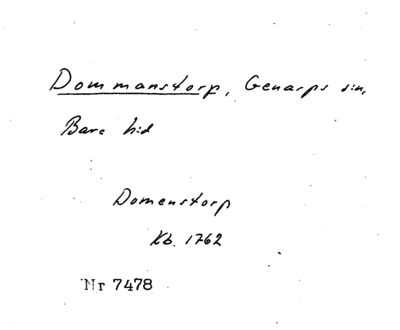 Dommanstorp, Genarps sn,
Bara hd
Domenstorp
Kb. 1762
Nr 7478